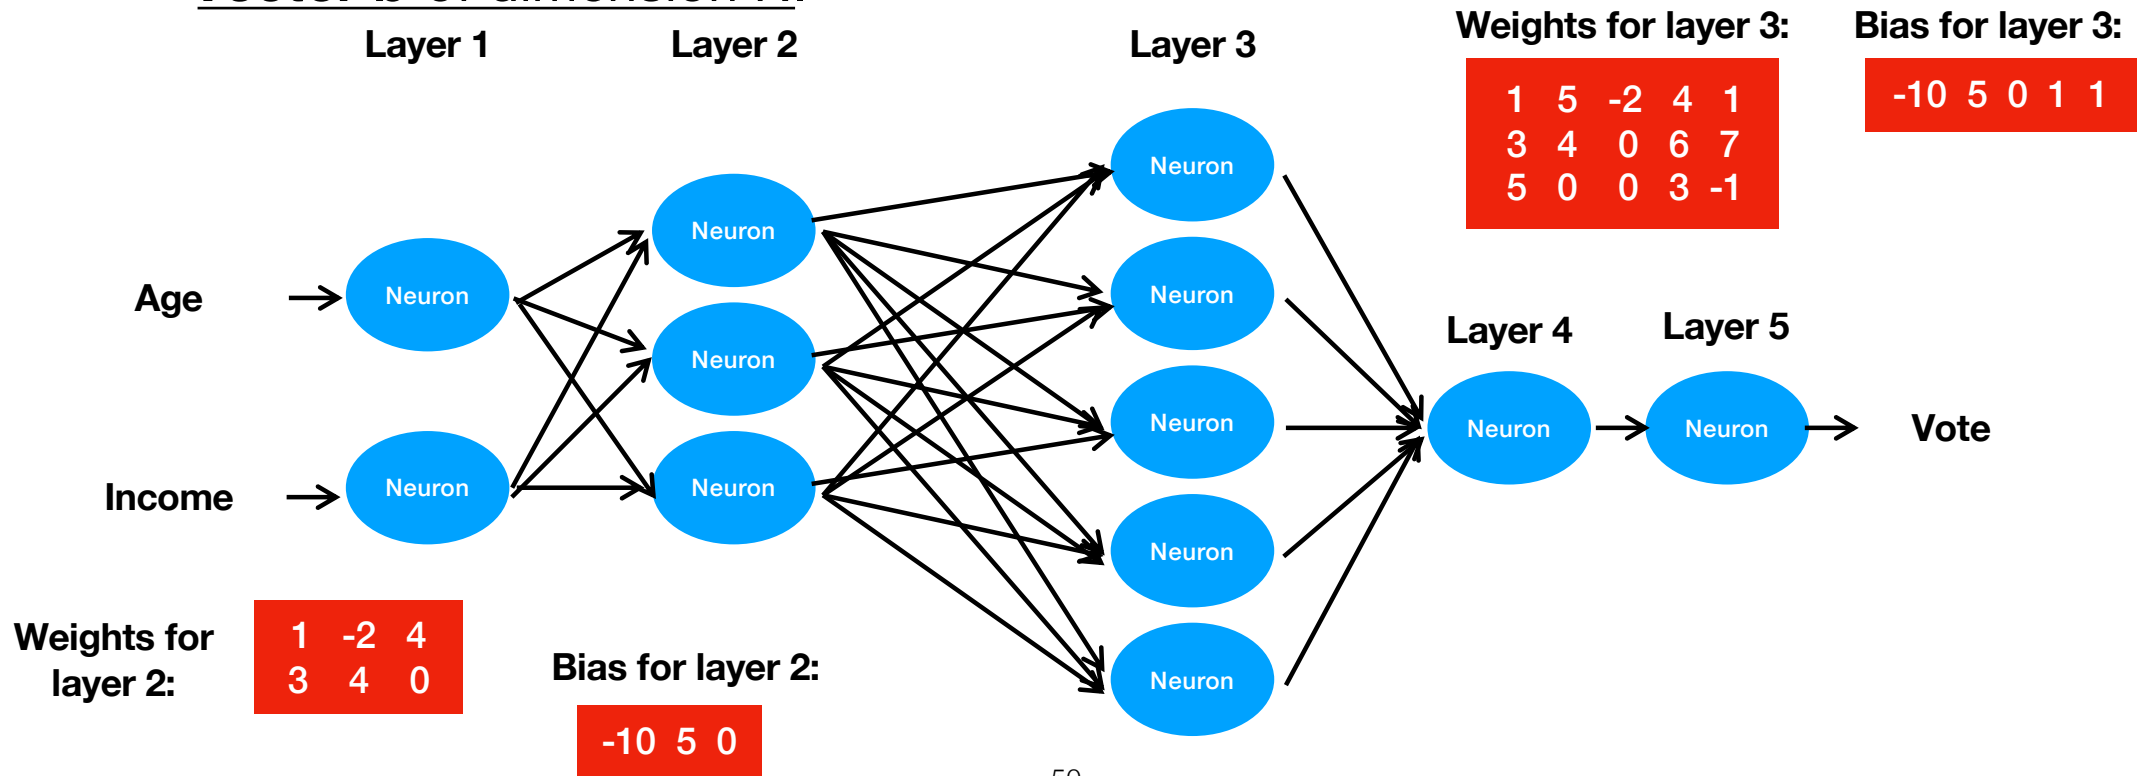 vector b of dimension N.
Layer 1
Layer 2
Layer 3
Weights for layer 3:
Bias for layer 3:
1 5 -2 4 1
3 4 0 6 7
5 0 0 3 -1
-10 5 0 1 1
Neuron
Neuron
Neuron
Neuron
Neuron
Neuron
Neuron
Neuron
Neuron
Neuron
Age
Income
Layer 4
Layer 5
Neuron
Neuron
Vote
Weights for
layer 2:
1 -2 4
3 4 0
Bias for layer 2:
-10 5 0